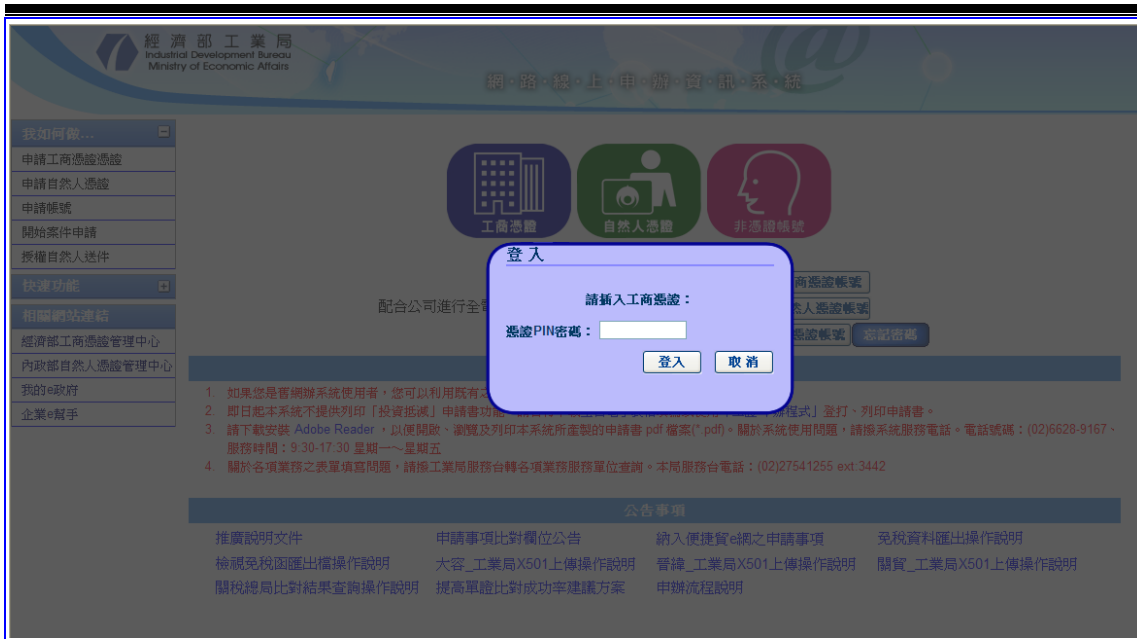 經濟部工業局
Industrial Development Bureau
Ministry of Economic Affairs
網‧路‧線‧上‧申‧辦‧資‧訊‧系‧統
我如何做...
申請工商憑證憑證
申請自然人憑證
申請帳號
開始案件申請
授權自然人送件
快速功能
相關網站連結
經濟部工商憑證管理中心
內政部自然人憑證管理中心
我的e政府
企業e幫手
工商憑證
自然人憑證
非憑證帳號
登入
請插入工商憑證：
憑證PIN密碼：
登入
取消
配合公司進行全
商憑證帳號
人憑證帳號
憑證帳號
忘記密碼
1. 如果您是舊網辦系統使用者，您可以利用既有之
2. 即日起本系統不提供列印「投資抵減」申請書功
辦程式」登打、列印申請書。
3. 請下載安裝 Adobe Reader ，以便開啟、瀏覽及列印本系統所產製的申請書 pdf 檔案(*.pdf)。關於系統使用問題，請撥系統服務電話。電話號碼：(02)6628-9167、
服務時間：9:30-17:30 星期一～星期五
4. 關於各項業務之表單填寫問題，請撥工業局服務台轉各項業務服務單位查詢。本局服務台電話：(02)27541255 ext:3442
公告事項
推廣說明文件
申請事項比對欄位公告
納入便捷貿e網之申請事項
免稅資料匯出操作說明
檢視免稅函匯出檔操作說明
大容_工業局X501上傳操作說明
晉緯_工業局X501上傳操作說明
關貿_工業局X501上傳操作說明
關稅總局比對結果查詢操作說明
提高單證比對成功率建議方案
申辦流程說明